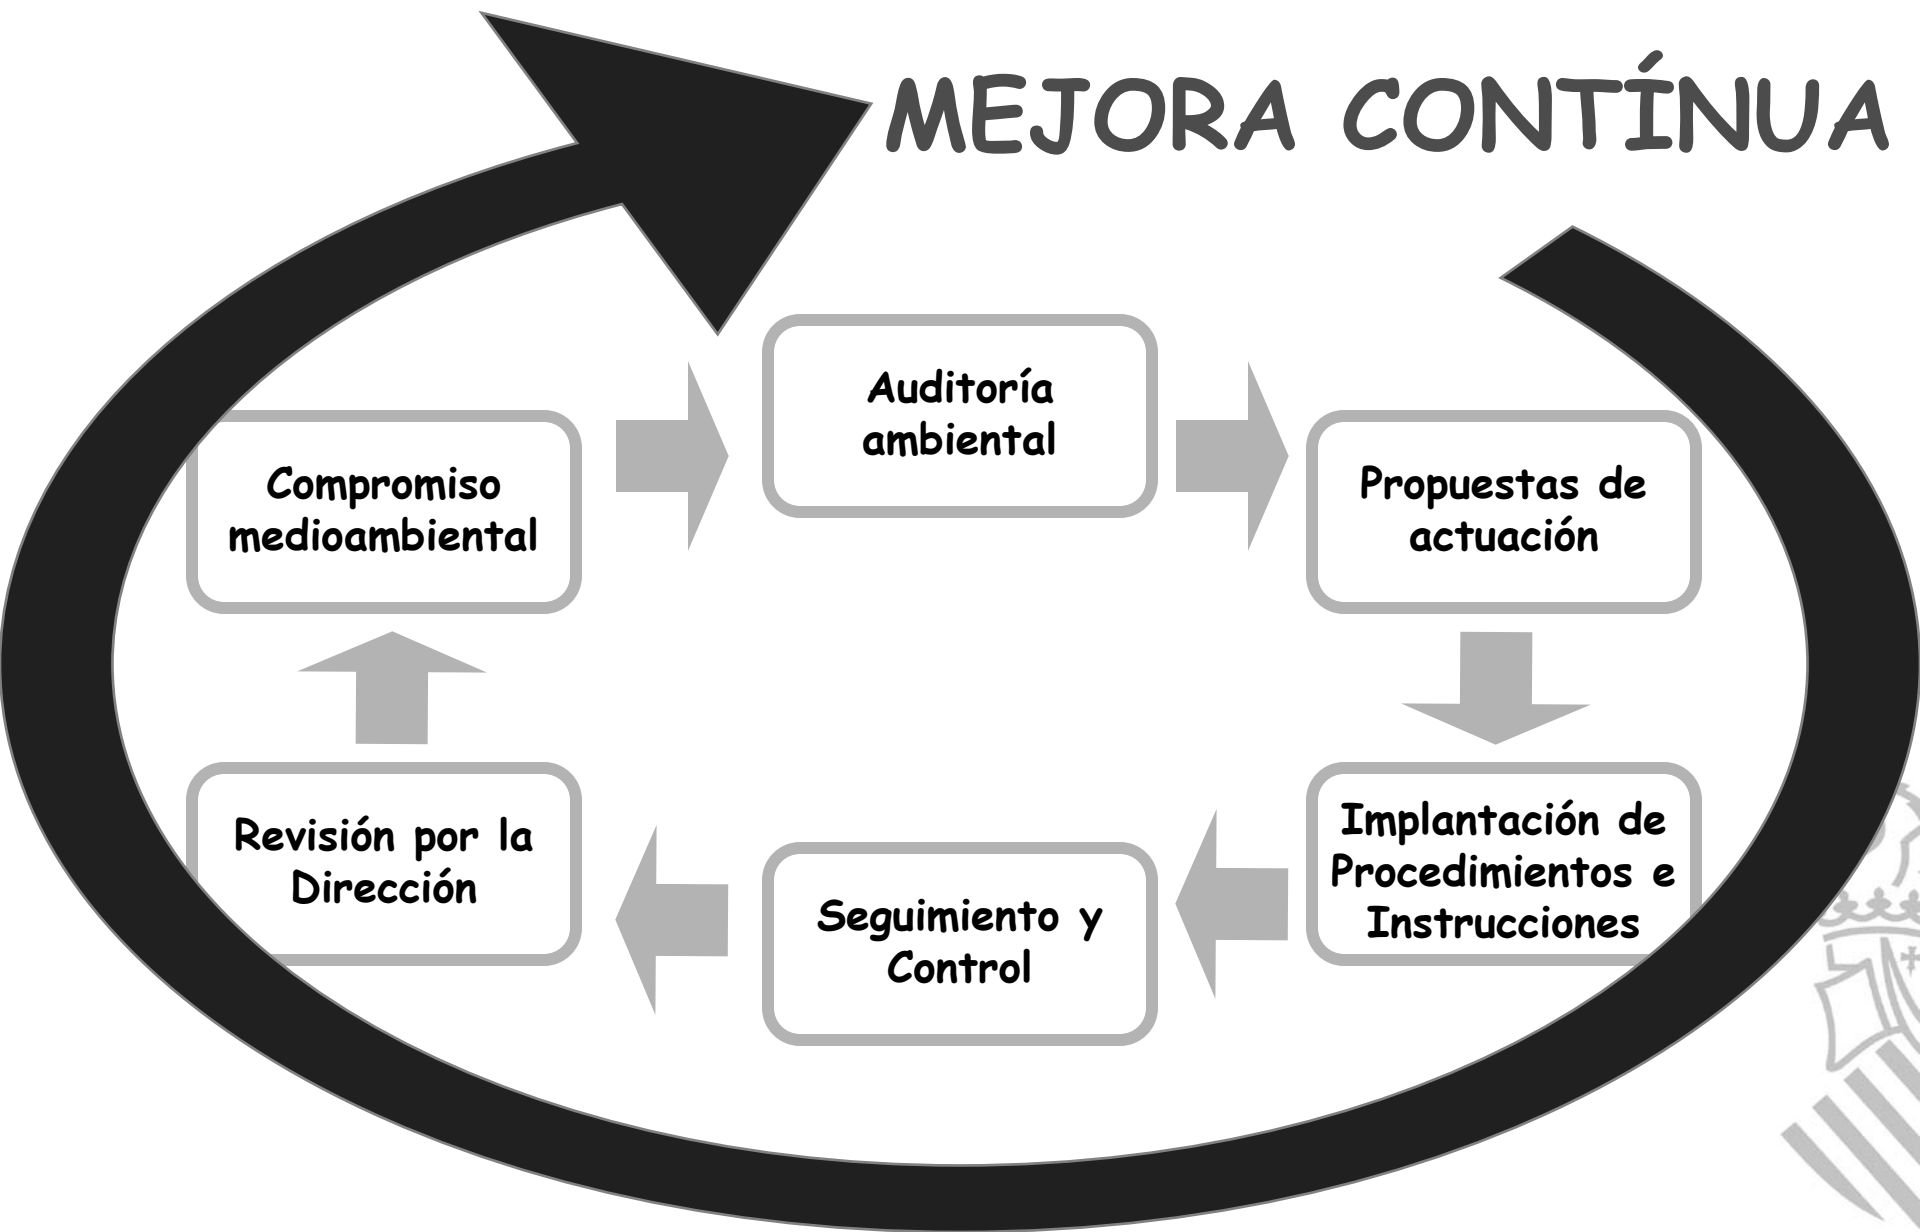 MEJORA CONTÍNUA
Auditoría
ambiental
Compromiso
medioambiental
Propuestas de
actuación
Revisión por la
Dirección
Seguimiento y
Control
Implantación de
Procedimientos e
Instrucciones